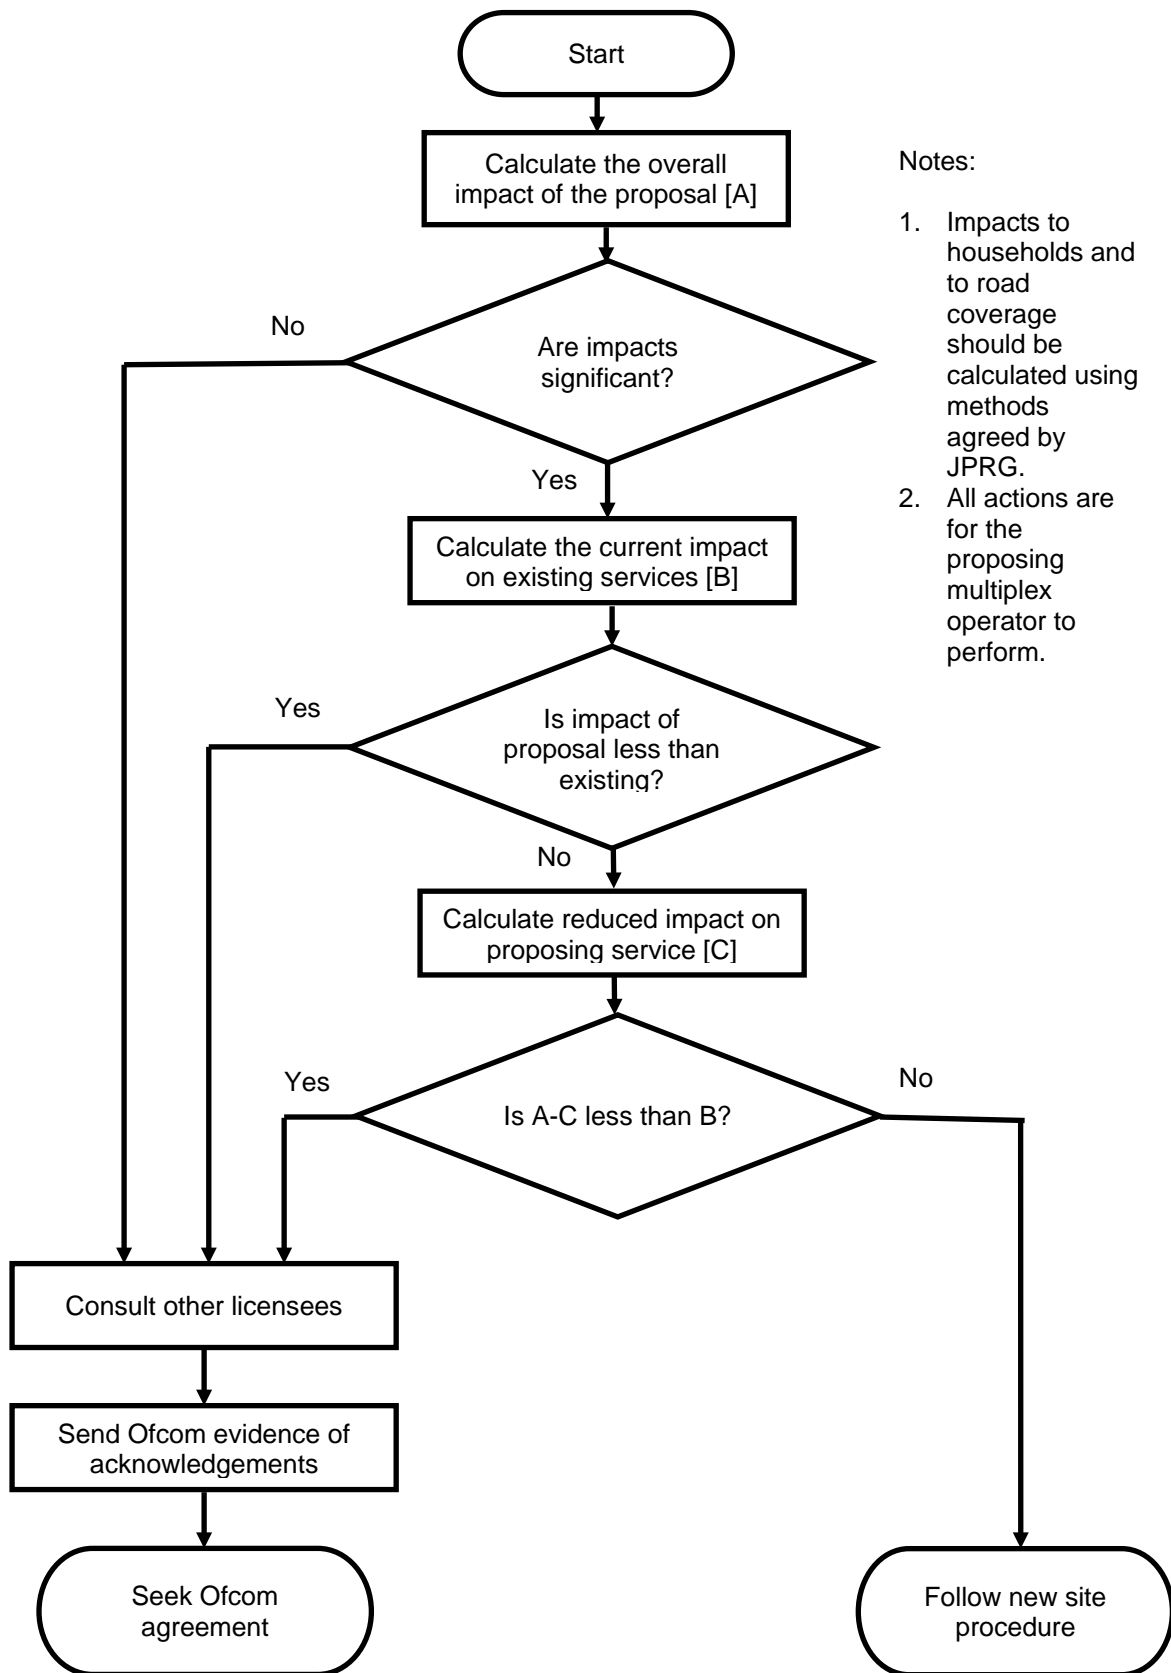 Start
Calculate the overall
impact of the proposal [A]
Notes:
1. Impacts to
households and
to road
coverage
should be
calculated using
methods
agreed by
JPRG.
2. All actions are
for the
proposing
multiplex
operator to
perform.
No
Are impacts
significant?
Yes
Calculate the current impact
on existing services [B]
Yes
Is impact of
proposal less than
existing?
No
Calculate reduced impact on
proposing service [C]
Yes
Is A-C less than B?
No
Consult other licensees
Send Ofcom evidence of
acknowledgements
Seek Ofcom
agreement
Follow new site
procedure